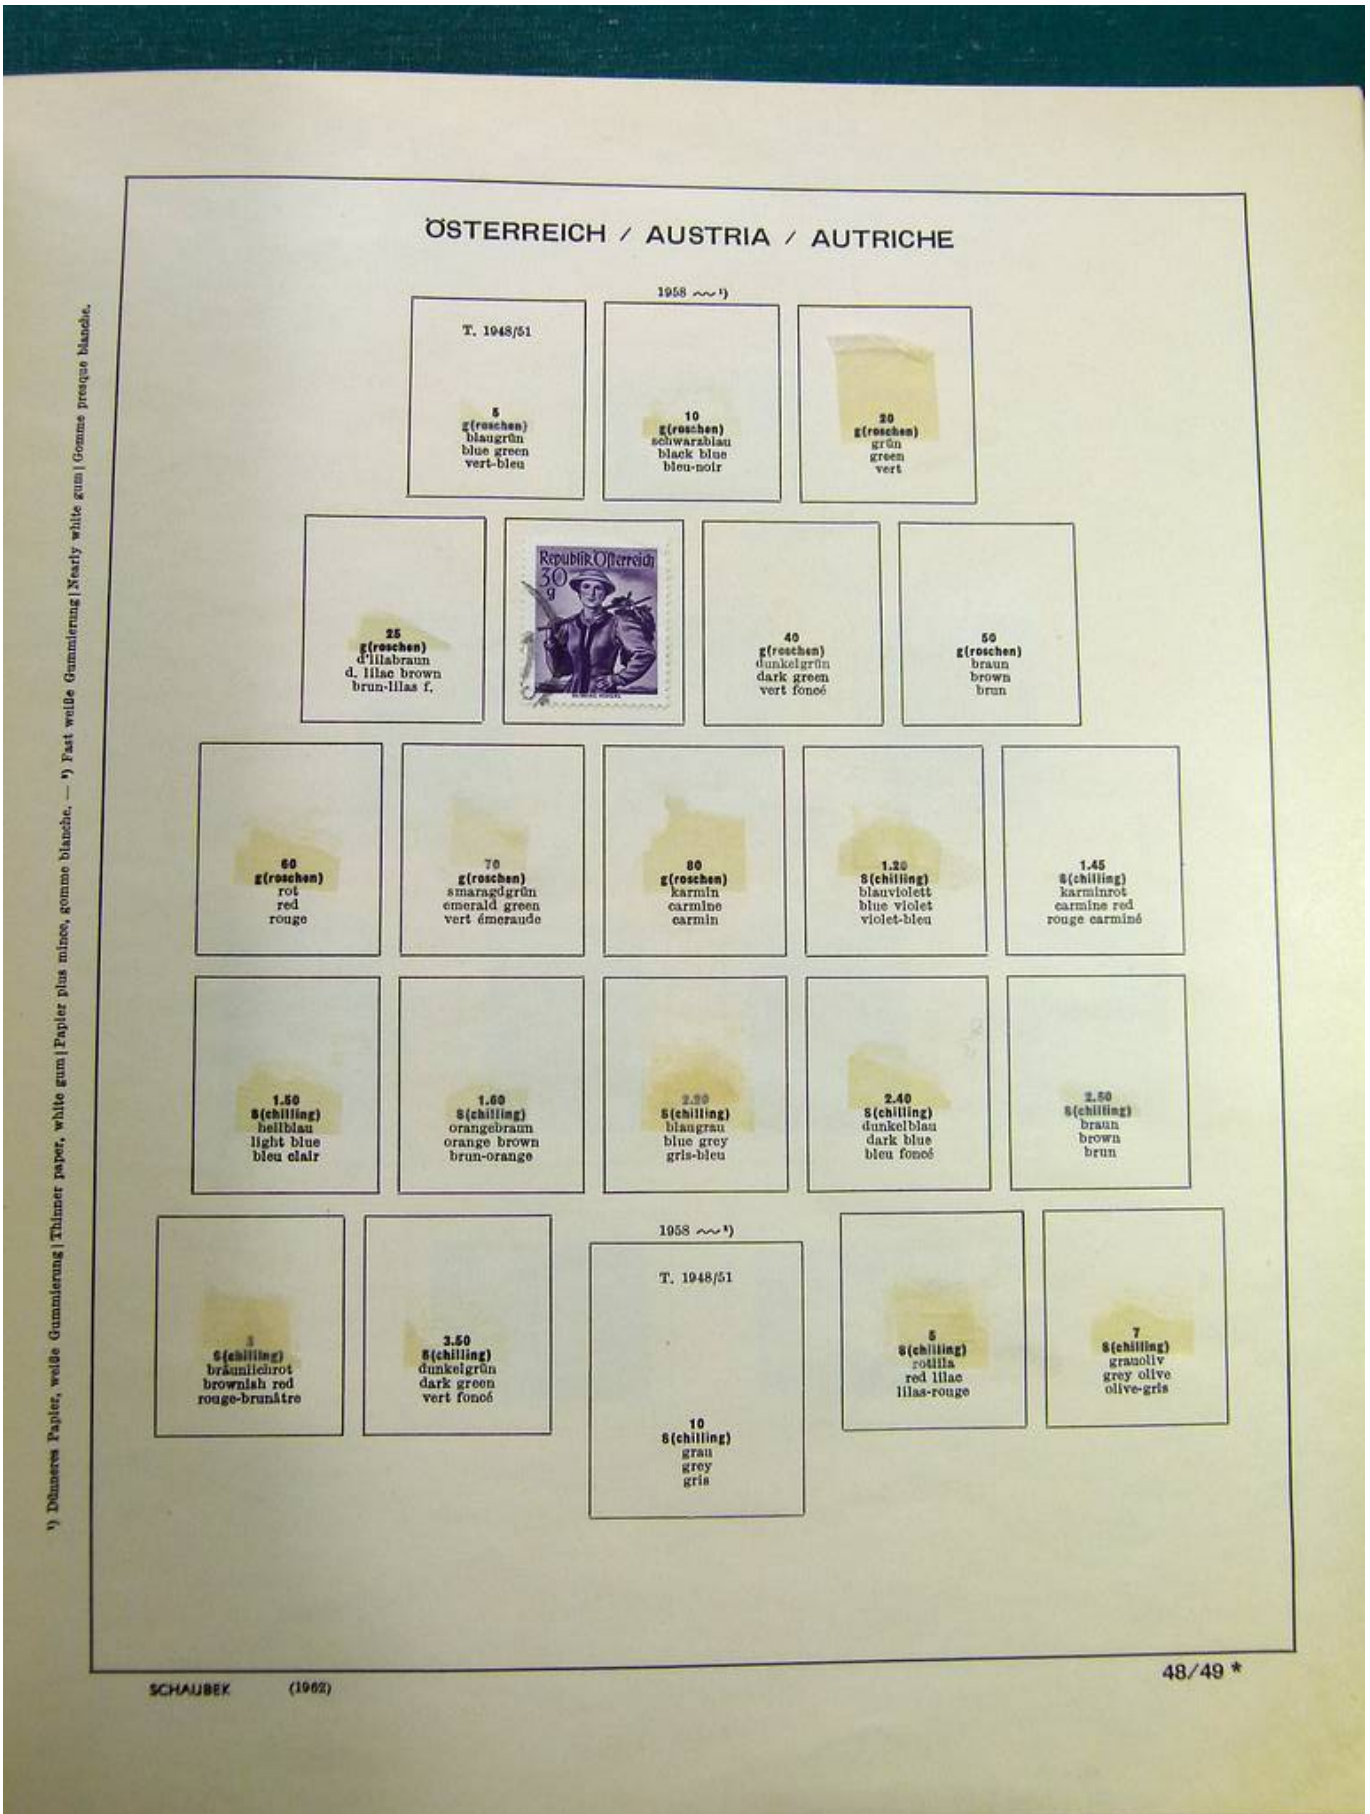 ÖSTERREICH / AUSTRIA / AUTRICHE
1958 ¹)
T. 1948/51
5
g(roschen)
blaugrün
blue green
vert-bleu
10
g(roschen)
schwarzblau
black blue
bleu-noir
20
g(roschen)
grün
green
vert
25
g(roschen)
d'lilabraun
d. lilac brown
brun-lilas f.
Republik Österreich
30
g
40
g(roschen)
dunkelgrün
dark green
vert foncé
50
g(roschen)
braun
brown
brun
60
g(roschen)
rot
red
rouge
70
g(roschen)
smaragdgrün
emerald green
vert émeraude
80
g(roschen)
karmin
carmine
carmin
1.20
S(chilling)
blauviolett
blue violet
violet-bleu
1.45
S(chilling)
karminrot
carmine red
rouge carminé
1.50
S(chilling)
hellblau
light blue
bleu clair
1.60
S(chilling)
orangebraun
orange brown
brun-orange
2.20
S(chilling)
blaugrau
blue grey
gris-bleu
2.40
S(chilling)
dunkelblau
dark blue
bleu foncé
2.50
S(chilling)
braun
brown
brun
3
S(chilling)
bräunlichrot
brownish red
rouge-brunâtre
3.50
S(chilling)
dunkelgrün
dark green
vert foncé
1958 ²)
T. 1948/51
10
S(chilling)
grau
grey
gris
5
S(chilling)
rotlila
red lilac
lilas-rouge
7
S(chilling)
grauoliv
grey olive
olive-gris
¹) Dünneres Papier, weiße Gummierung | Thinner paper, white gum | Papier plus mince, gomme blanche. — ²) Fast weiße Gummierung | Nearly white gum | Gomme presque blanche.
SCHAUBEK (1962)
48/49 *